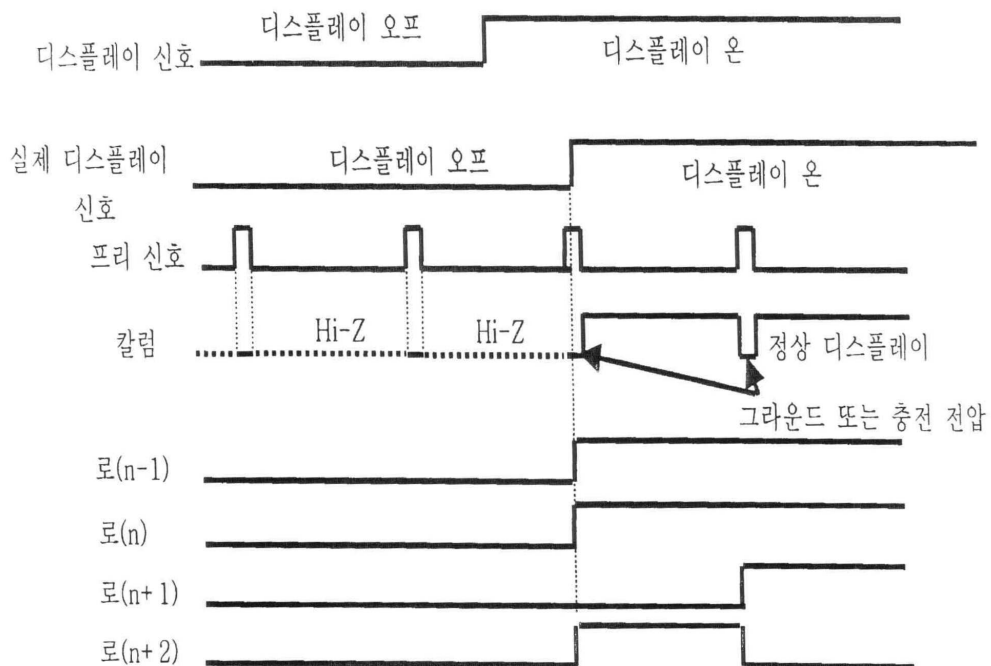 디스플레이 오프
디스플레이 신호
디스플레이 온
실제 디스플레이
신호
디스플레이 오프
디스플레이 온
프리 신호
칼럼
Hi-Z
Hi-Z
정상 디스플레이
그라운드 또는 충전 전압
로(n-1)
로(n)
로(n+1)
로(n+2)